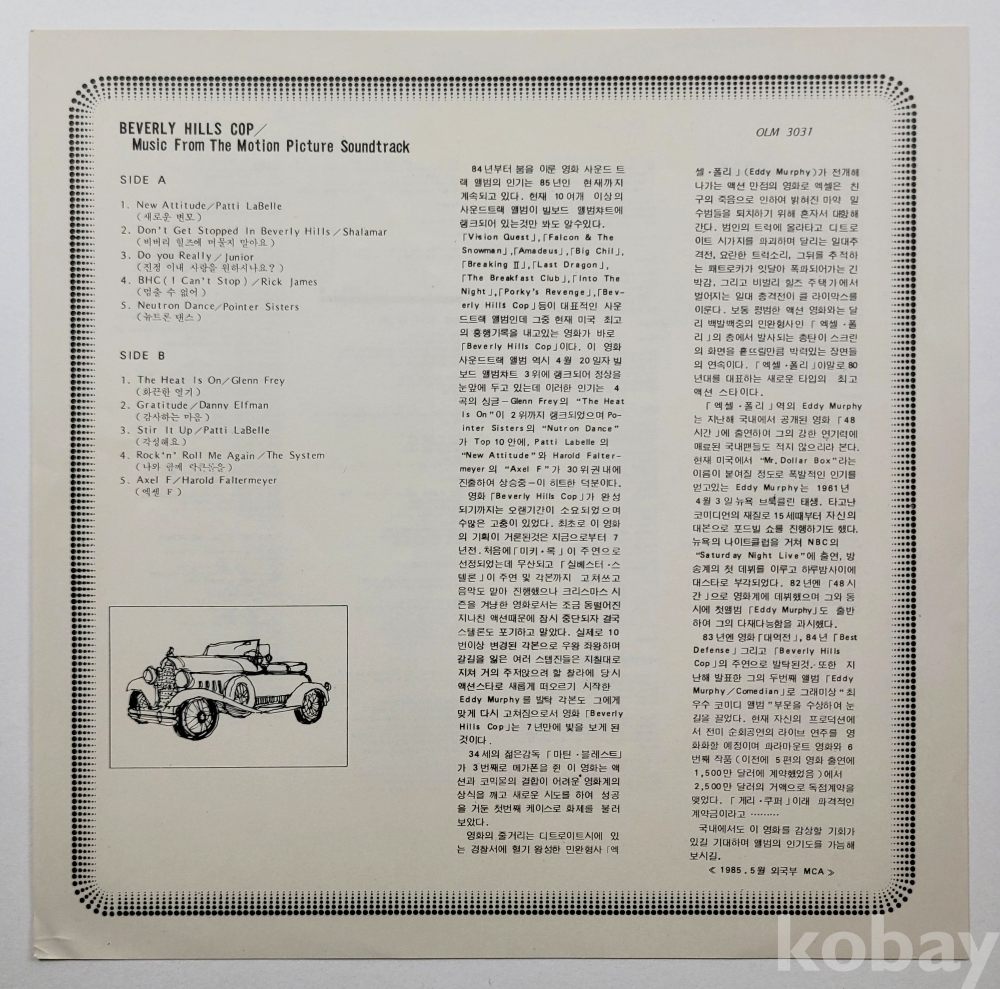 BEVERLY HILLS COP/
Music From The Motion Picture Soundtrack
OLM 3031
SIDE A
1. New Attitude/Patti LaBelle
(새로운 변모)
2. Don't Get Stopped In Beverly Hills/Shalamar
(비버리 힐즈에 머물지 말아요)
3. Do you Really/Junior
(진정 이내 사랑을 원하시나요?)
4. BHC (I Can't Stop)/Rick James
(멈출 수 없어)
5. Neutron Dance/Pointer Sisters
(뉴트론 댄스)
SIDE B
1. The Heat Is On/Glenn Frey
(화끈한 열기)
2. Gratitude/Danny Elfman
(감사하는 마음)
3. Stir It Up/Patti LaBelle
(각성해요)
4. Rock'n' Roll Me Again/The System
(나와 함께 락큰롤을)
5. Axel F/Harold Faltermeyer
(엑셀 F)
84년부터 붐을 이룬 영화 사운드 트
랙 앨범의 인기는 85년인 현재까지
계속되고 있다. 현재 10여개 이상의
사운드트랙 앨범이 빌보드 앨범챠트에
랭크되어 있는것만 봐도 알수있다.
「Vision Quest」,「Falcon & The
Snowman」,「Amadeus」,「Big Chil」,
「Breaking Ⅱ」,「Last Dragon」,
「The Breakfast Club」,「Into The
Night」,「Porky's Revenge」,「Bev-
erly Hills Cop」등이 대표적인 사운
드트랙 앨범인데 그중 현재 미국 최고
의 흥행기록을 내고있는 영화가 바로
「Beverly Hills Cop」이다. 이 영화
사운드트랙 앨범 역시 4월 20일자 빌
보드 앨범챠트 3위에 랭크되어 정상을
눈앞에 두고 있는데 이러한 인기는 4
곡의 싱글-Glenn Frey의 "The Heat
Is On"이 2위까지 랭크되었으며 Po-
inter Sisters의 "Nutron Dance"
가 Top 10안에, Patti Labelle의
"New Attitude"와 Harold Falter-
meyer의 "Axel F"가 30위권내에
진출하여 상승중-이 히트한 덕분이다.
영화「Beverly Hills Cop」가 완성
되기까지는 오랜기간이 소요되었으며
수많은 고충이 있었다. 최초로 이 영화
의 기획이 거론된것은 지금으로부터 7
년전. 처음에「미키·록」이 주연으로
선정되었는데 무산되고「실베스터·스
텔론」이 주연 및 각본까지 고쳐쓰고
음악도 맡아 진행했으나 크리스마스 시
즌을 겨냥한 영화로서는 조금 동떨어진
지나친 액션때문에 잠시 중단되자 결국
스탤론도 포기하고 말았다. 실제로 10
번이상 변경된 각본으로 우왕 좌왕하며
갈길을 잃은 여러 스탭진들은 지칠대로
지쳐 거의 주저앉으려 할 찰라에 당시
액션스타로 새롭게 떠오르기 시작한
Eddy Murphy를 발탁 각본도 그에게
맞게 다시 고쳐짐으로서 영화「Beverly
Hills Cop」는 7년만에 빛을 보게 된
것이다.
34세의 젊은감독「마틴·블레스트」
가 3번째로 메가폰을 쥔 이 영화는 액
션과 코믹물의 결합이 어려운 영화계의
상식을 깨고 새로운 시도를 하여 성공
을 거둔 첫번째 케이스로 화제를 불러
모았다.
영화의 줄거리는 디트로이트시에 있
는 경찰서에 혈기 왕성한 민완형사「엑
셀·폴리」(Eddy Murphy)가 전개해
나가는 액션 만점의 영화로 엑셀은 친
구의 죽음으로 인하여 밝혀진 마약 밀
수범들을 퇴치하기 위해 혼자서 대항해
간다. 범인의 트럭에 올라타고 디트로
이트 시가지를 파괴하며 달리는 일대추
격전, 요란한 트럭소리, 그뒤를 추적하
는 패트로카가 잇달아 폭파되어가는 긴
박감, 그리고 비벌리 힐즈 주택가에서
벌어지는 일대 총격전이 클라이막스를
이룬다. 보통 평범한 액션 영화와는 달
리 백발백중의 민완형사인「엑셀·폴
리」의 총에서 발사되는 총탄이 스크린
의 화면을 흔뜨릴만큼 박력있는 장면들
의 연속이다. 「엑셀·폴리」야말로 80
년대를 대표하는 새로운 타입의 최고
액션 스타이다.
「엑셀·폴리」역의 Eddy Murphy
는 지난해 국내에서 공개된 영화「48
시간」에 출연하여 그의 강한 연기력에
매료된 국내팬들도 적지 않으리라 본다.
현재 미국에서 "Mr. Dollar Box"라는
이름이 붙여질 정도로 폭발적인 인기를
얻고있는 Eddy Murphy는 1961년
4월 3일 뉴욕 브룩클린 태생. 타고난
코미디언의 재질로 15세때부터 자신의
대본으로 포드빌 쇼를 진행하기도 했다.
뉴욕의 나이트클럽을 거쳐 NBC의
"Saturday Night Live"에 출연, 방
송계의 첫 데뷔를 이루고 하루밤사이에
대스타로 부각되었다. 82년엔「48시
간」으로 영화계에 데뷔했으며 그와 동
시에 첫앨범「Eddy Murphy」도 출반
하여 그의 다재다능함을 과시했다.
83년엔 영화「대역전」, 84년「Best
Defense」그리고「Beverly Hills
Cop」의 주연으로 발탁된것. 또한 지
난해 발표한 그의 두번째 앨범「Eddy
Murphy/Comedian」로 그래미상 "최
우수 코미디 앨범"부문을 수상하여 눈
길을 끌었다. 현재 자신의 프로덕션에
서 전미 순회공언의 라이브 연주를 영
화화할 예정이며 파라마운트 영화와 6
번째 작품(이전에 5편의 영화 출연에
1,500만 달러에 계약했었음)에서
2,500만 달러의 거액으로 독점계약을
맺었다. 「게리·쿠퍼」이래 파격적인
계약금이라고 ………
국내에서도 이 영화를 감상할 기회가
있길 기대하며 앨범의 인기도를 가늠해
보시길.
≪1985. 5월 외국부 MCA≫
kobay